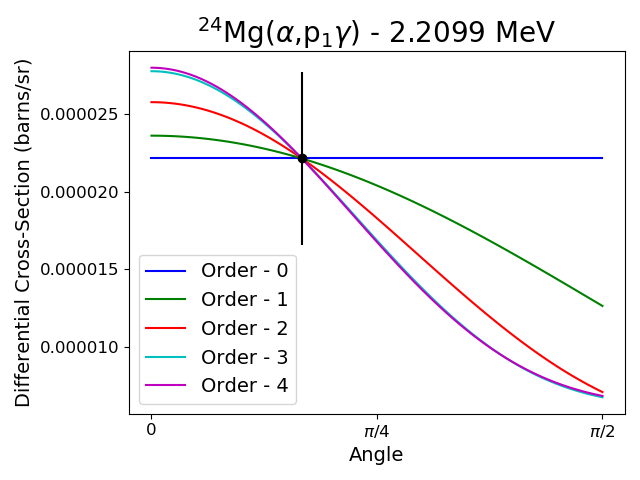 ²⁴Mg(α,p₁γ) - 2.2099 MeV
Differential Cross-Section (barns/sr)
0.000025
0.000020
0.000015
0.000010
Order - 0
Order - 1
Order - 2
Order - 3
Order - 4
0 π/4 π/2
Angle